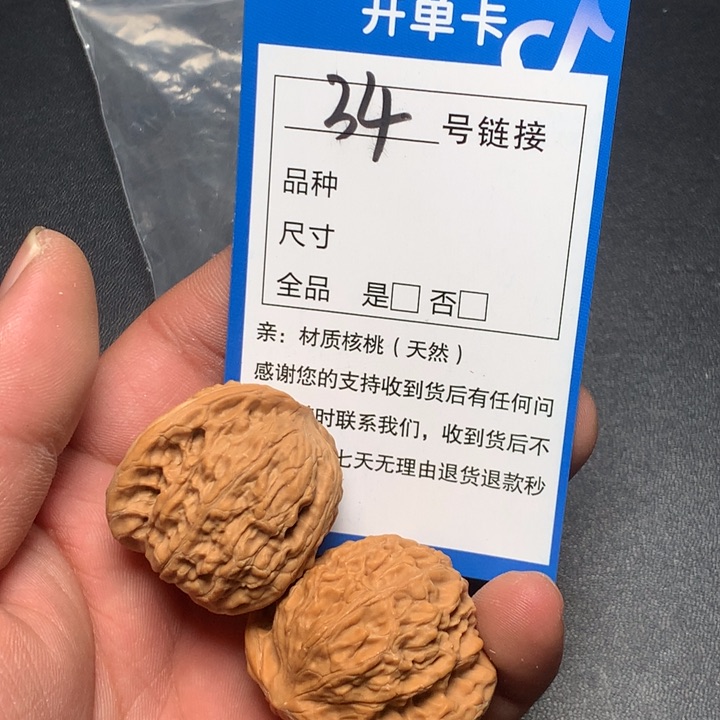 开单卡
34 号链接
品种
尺寸
全品 是□ 否□
亲：材质核桃（天然）
感谢您的支持收到货后有任何问
时联系我们，收到货后不
七天无理由退货退款秒